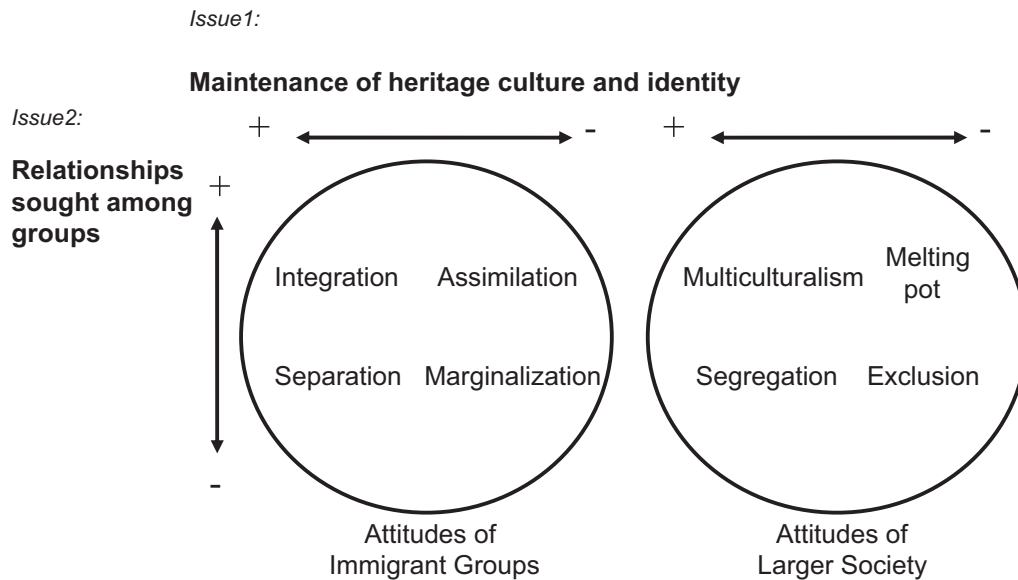 Issue1:
Maintenance of heritage culture and identity
Issue2:
+ - + -
Relationships
sought among
groups
+
Integration Assimilation Multiculturalism Melting
pot
Separation Marginalization Segregation Exclusion
-
Attitudes of
Immigrant Groups
Attitudes of
Larger Society